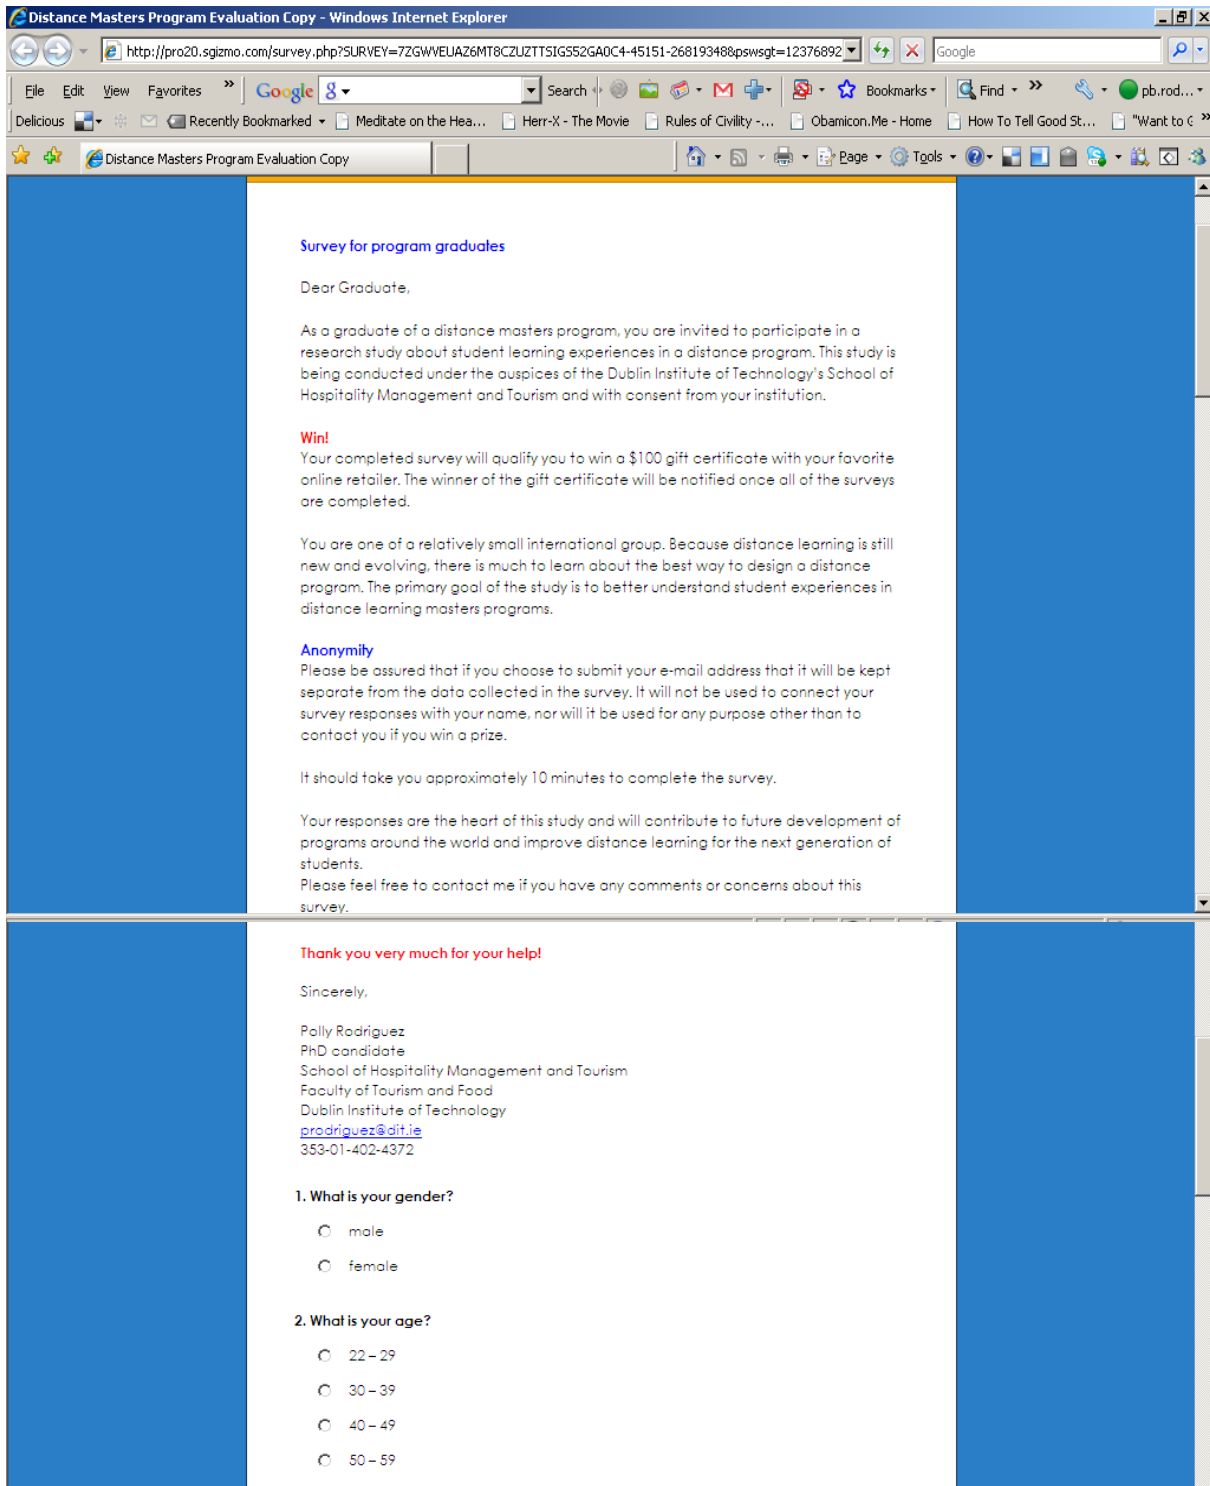 Distance Masters Program Evaluation Copy - Windows Internet Explorer
http://pro20.sgizmo.com/survey.php?SURVEY=7ZGWVEUAZ6MT8CZUZTTSIGS52GA0C4-45151-268193488&pswsgt=12376892
Google
File Edit View Favorites » Google Search Bookmarks Find » pb.rod...
Delicious Recently Bookmarked Meditate on the Hea... Herr-X - The Movie Rules of Civility -... Obamicon.Me - Home How To Tell Good St... "Want to G »
Distance Masters Program Evaluation Copy Page Tools
Survey for program graduates
Dear Graduate,
As a graduate of a distance masters program, you are invited to participate in a
research study about student learning experiences in a distance program. This study is
being conducted under the auspices of the Dublin Institute of Technology's School of
Hospitality Management and Tourism and with consent from your institution.
Win!
Your completed survey will qualify you to win a $100 gift certificate with your favorite
online retailer. The winner of the gift certificate will be notified once all of the surveys
are completed.
You are one of a relatively small international group. Because distance learning is still
new and evolving, there is much to learn about the best way to design a distance
program. The primary goal of the study is to better understand student experiences in
distance learning masters programs.
Anonymity
Please be assured that if you choose to submit your e-mail address that it will be kept
separate from the data collected in the survey. It will not be used to connect your
survey responses with your name, nor will it be used for any purpose other than to
contact you if you win a prize.
It should take you approximately 10 minutes to complete the survey.
Your responses are the heart of this study and will contribute to future development of
programs around the world and improve distance learning for the next generation of
students.
Please feel free to contact me if you have any comments or concerns about this
survey.
Thank you very much for your help!
Sincerely,
Polly Rodriguez
PhD candidate
School of Hospitality Management and Tourism
Faculty of Tourism and Food
Dublin Institute of Technology
prodriguez@dit.ie
353-01-402-4372
1. What is your gender?
male
female
2. What is your age?
22 – 29
30 – 39
40 – 49
50 – 59